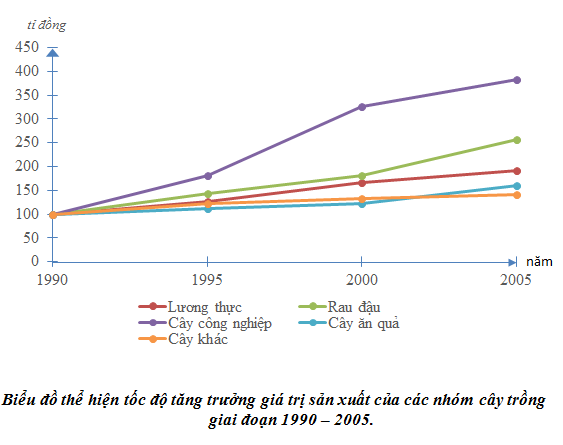 tỉ đồng
450
400
350
300
250
200
150
100
50
0
1990 1995 2000 2005
năm
Lương thực Rau đậu
Cây công nghiệp Cây ăn quả
Cây khác
Biểu đồ thể hiện tốc độ tăng trưởng giá trị sản xuất của các nhóm cây trồng
giai đoạn 1990 – 2005.